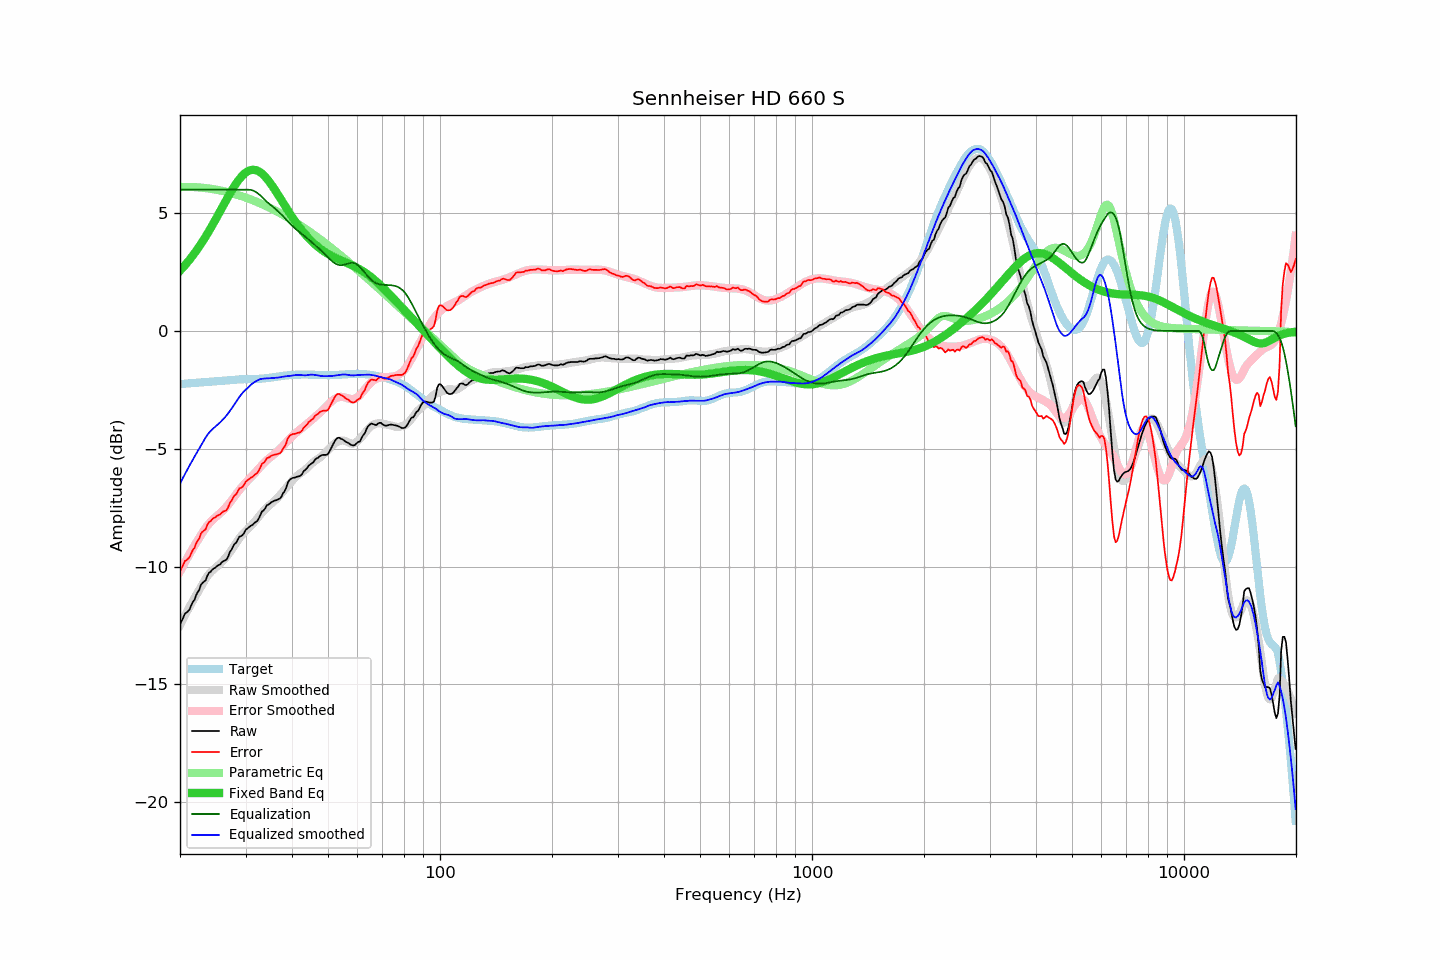 Sennheiser HD 660 S
Amplitude (dBr)
5
0
−5
−10
−15
−20
Target
Raw Smoothed
Error Smoothed
Raw
Error
Parametric Eq
Fixed Band Eq
Equalization
Equalized smoothed
100 1000 10000
Frequency (Hz)